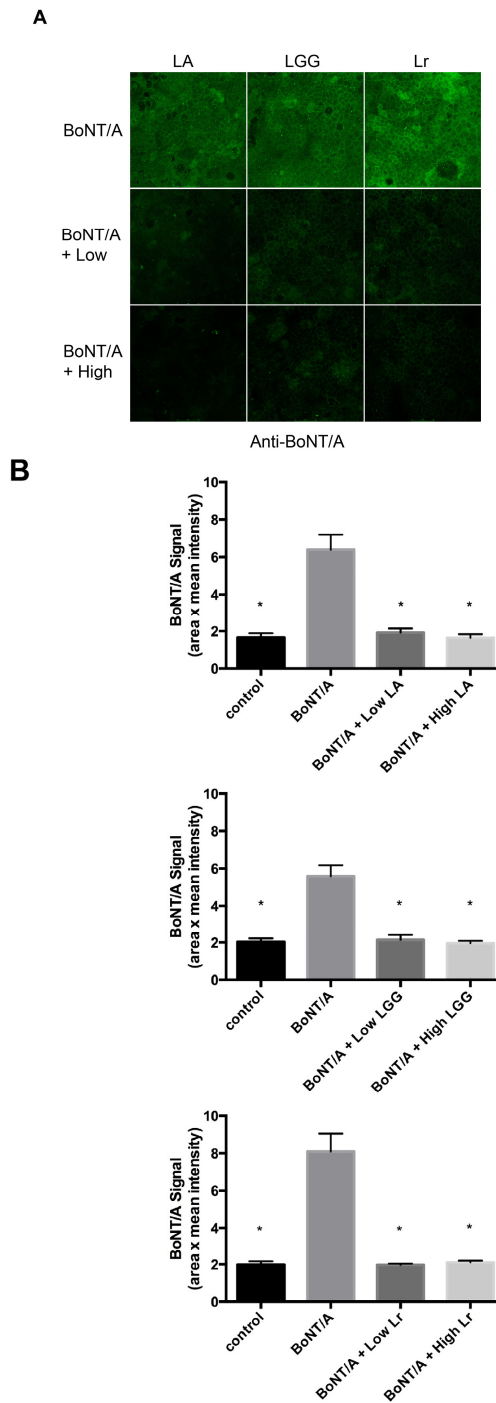 A
LA LGG Lr
BoNT/A
BoNT/A
+ Low
BoNT/A
+ High
Anti-BoNT/A
B
BoNT/A Signal
(area x mean intensity)
10
8
6
4
2
0
* * *
control BoNT/A BoNT/A + Low LA BoNT/A + High LA
BoNT/A Signal
(area x mean intensity)
10
8
6
4
2
0
* * *
control BoNT/A BoNT/A + Low LGG BoNT/A + High LGG
BoNT/A Signal
(area x mean intensity)
10
8
6
4
2
0
* * *
control BoNT/A BoNT/A + Low Lr BoNT/A + High Lr